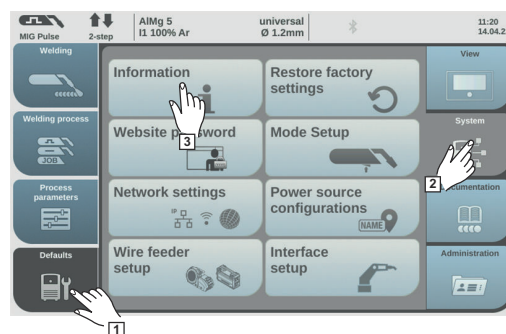 MIG Pulse
2-step
AlMg 5
I1 100% Ar
universal
Ø 1.2mm
11:20
14.04.2
Welding
Welding process
JOB
Process
parameters
Defaults
Information
Restore factory
settings
Website password
Mode Setup
Network settings
IP
Power source
configurations
NAME
Wire feeder
setup
Interface
setup
View
System
Documentation
Administration
1
2
3